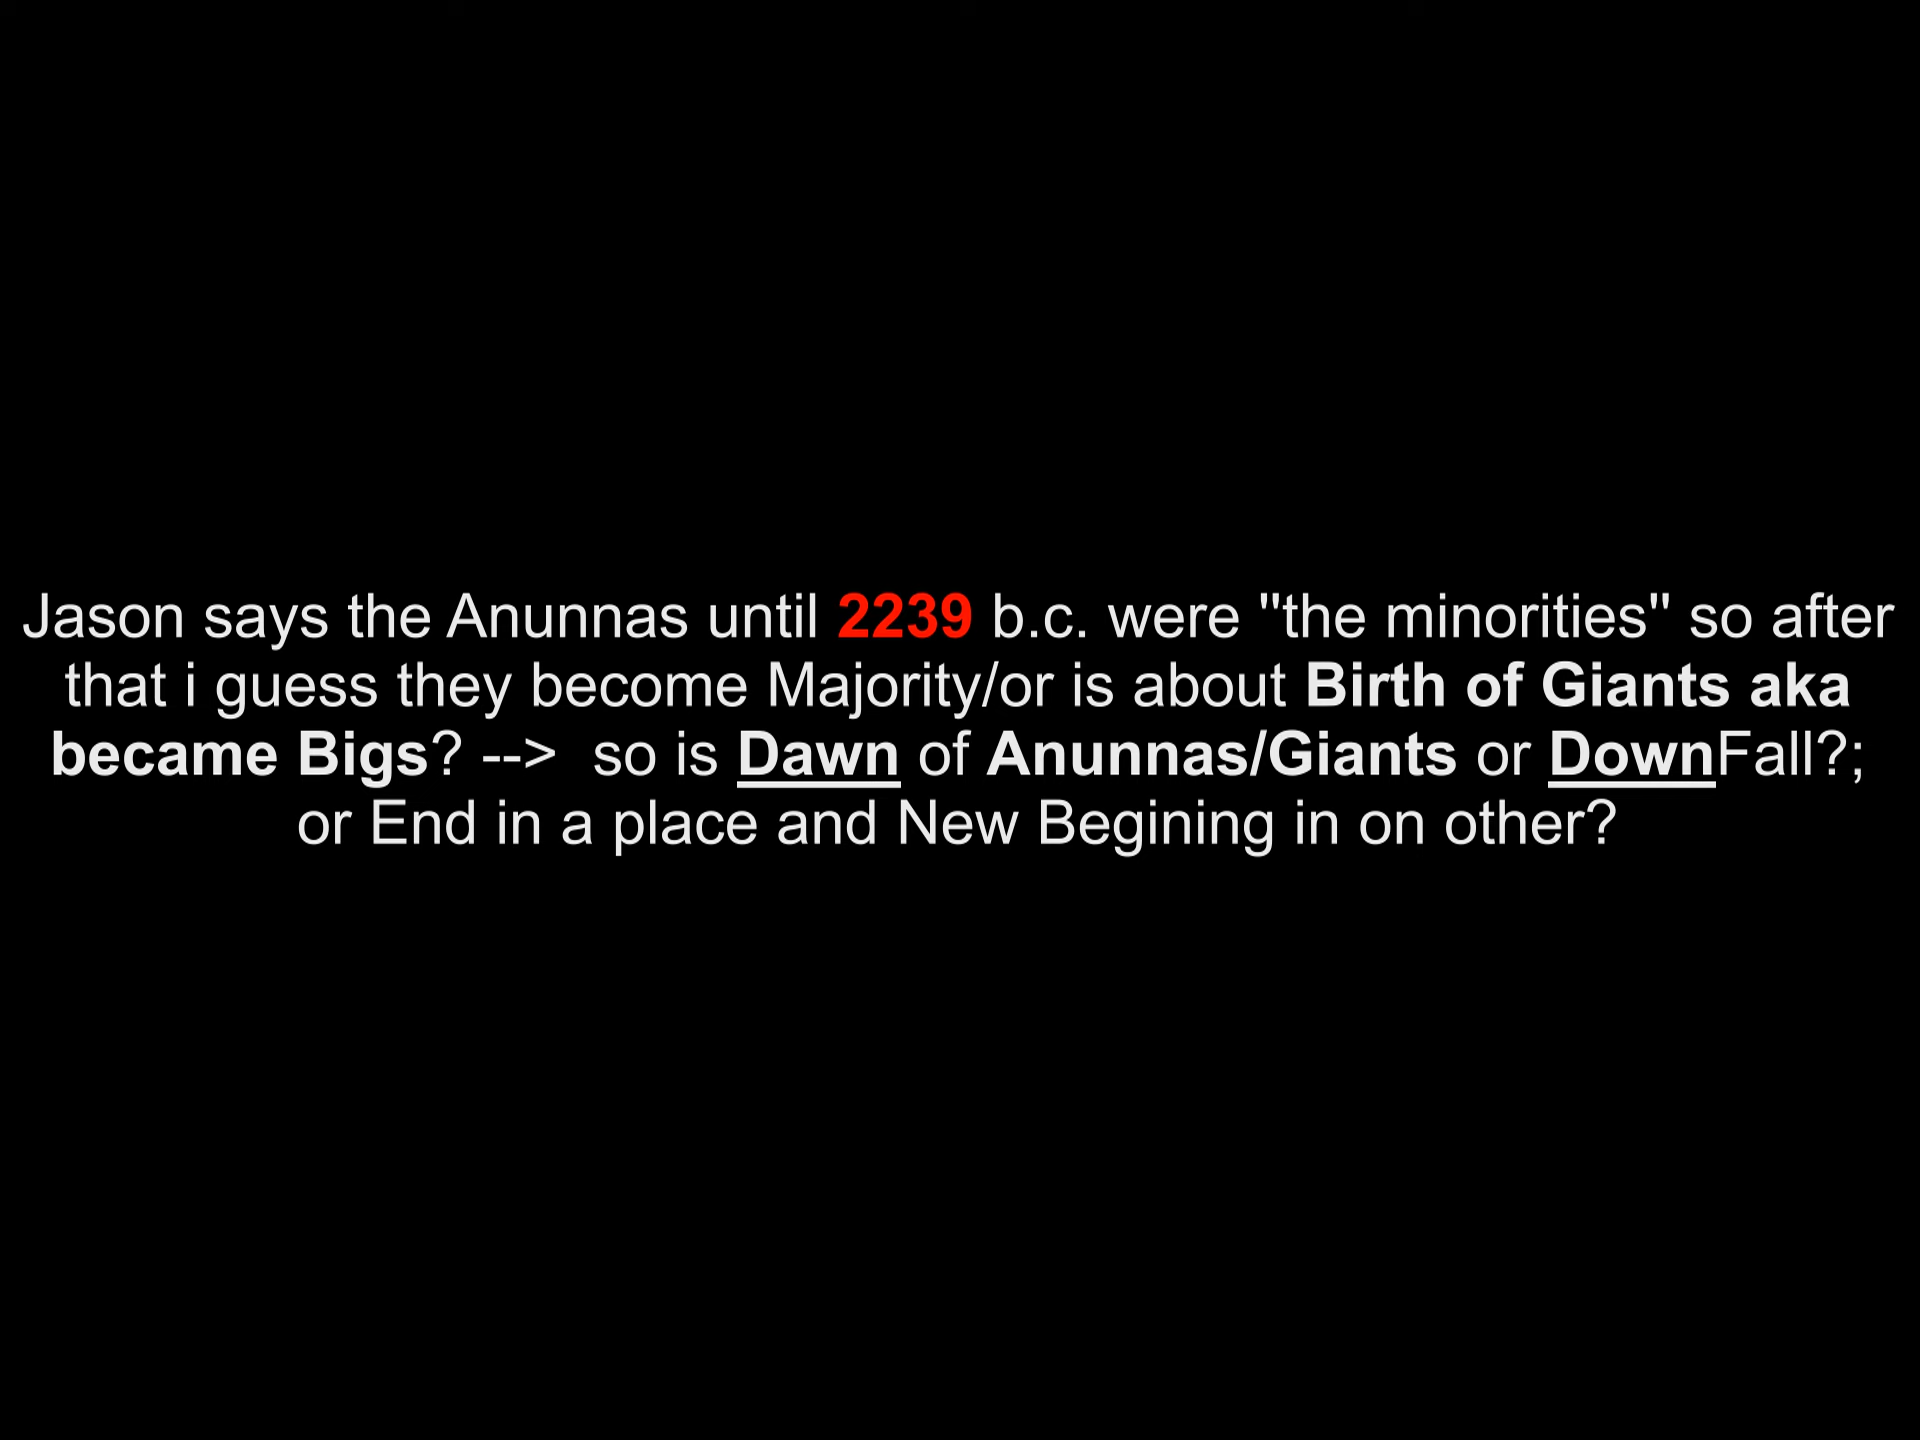 Jason says the Anunnas until 2239 b.c. were "the minorities" so after
that i guess they become Majority/or is about Birth of Giants aka
became Bigs? -->  so is Dawn of Anunnas/Giants or DownFall?;
or End in a place and New Begining in on other?